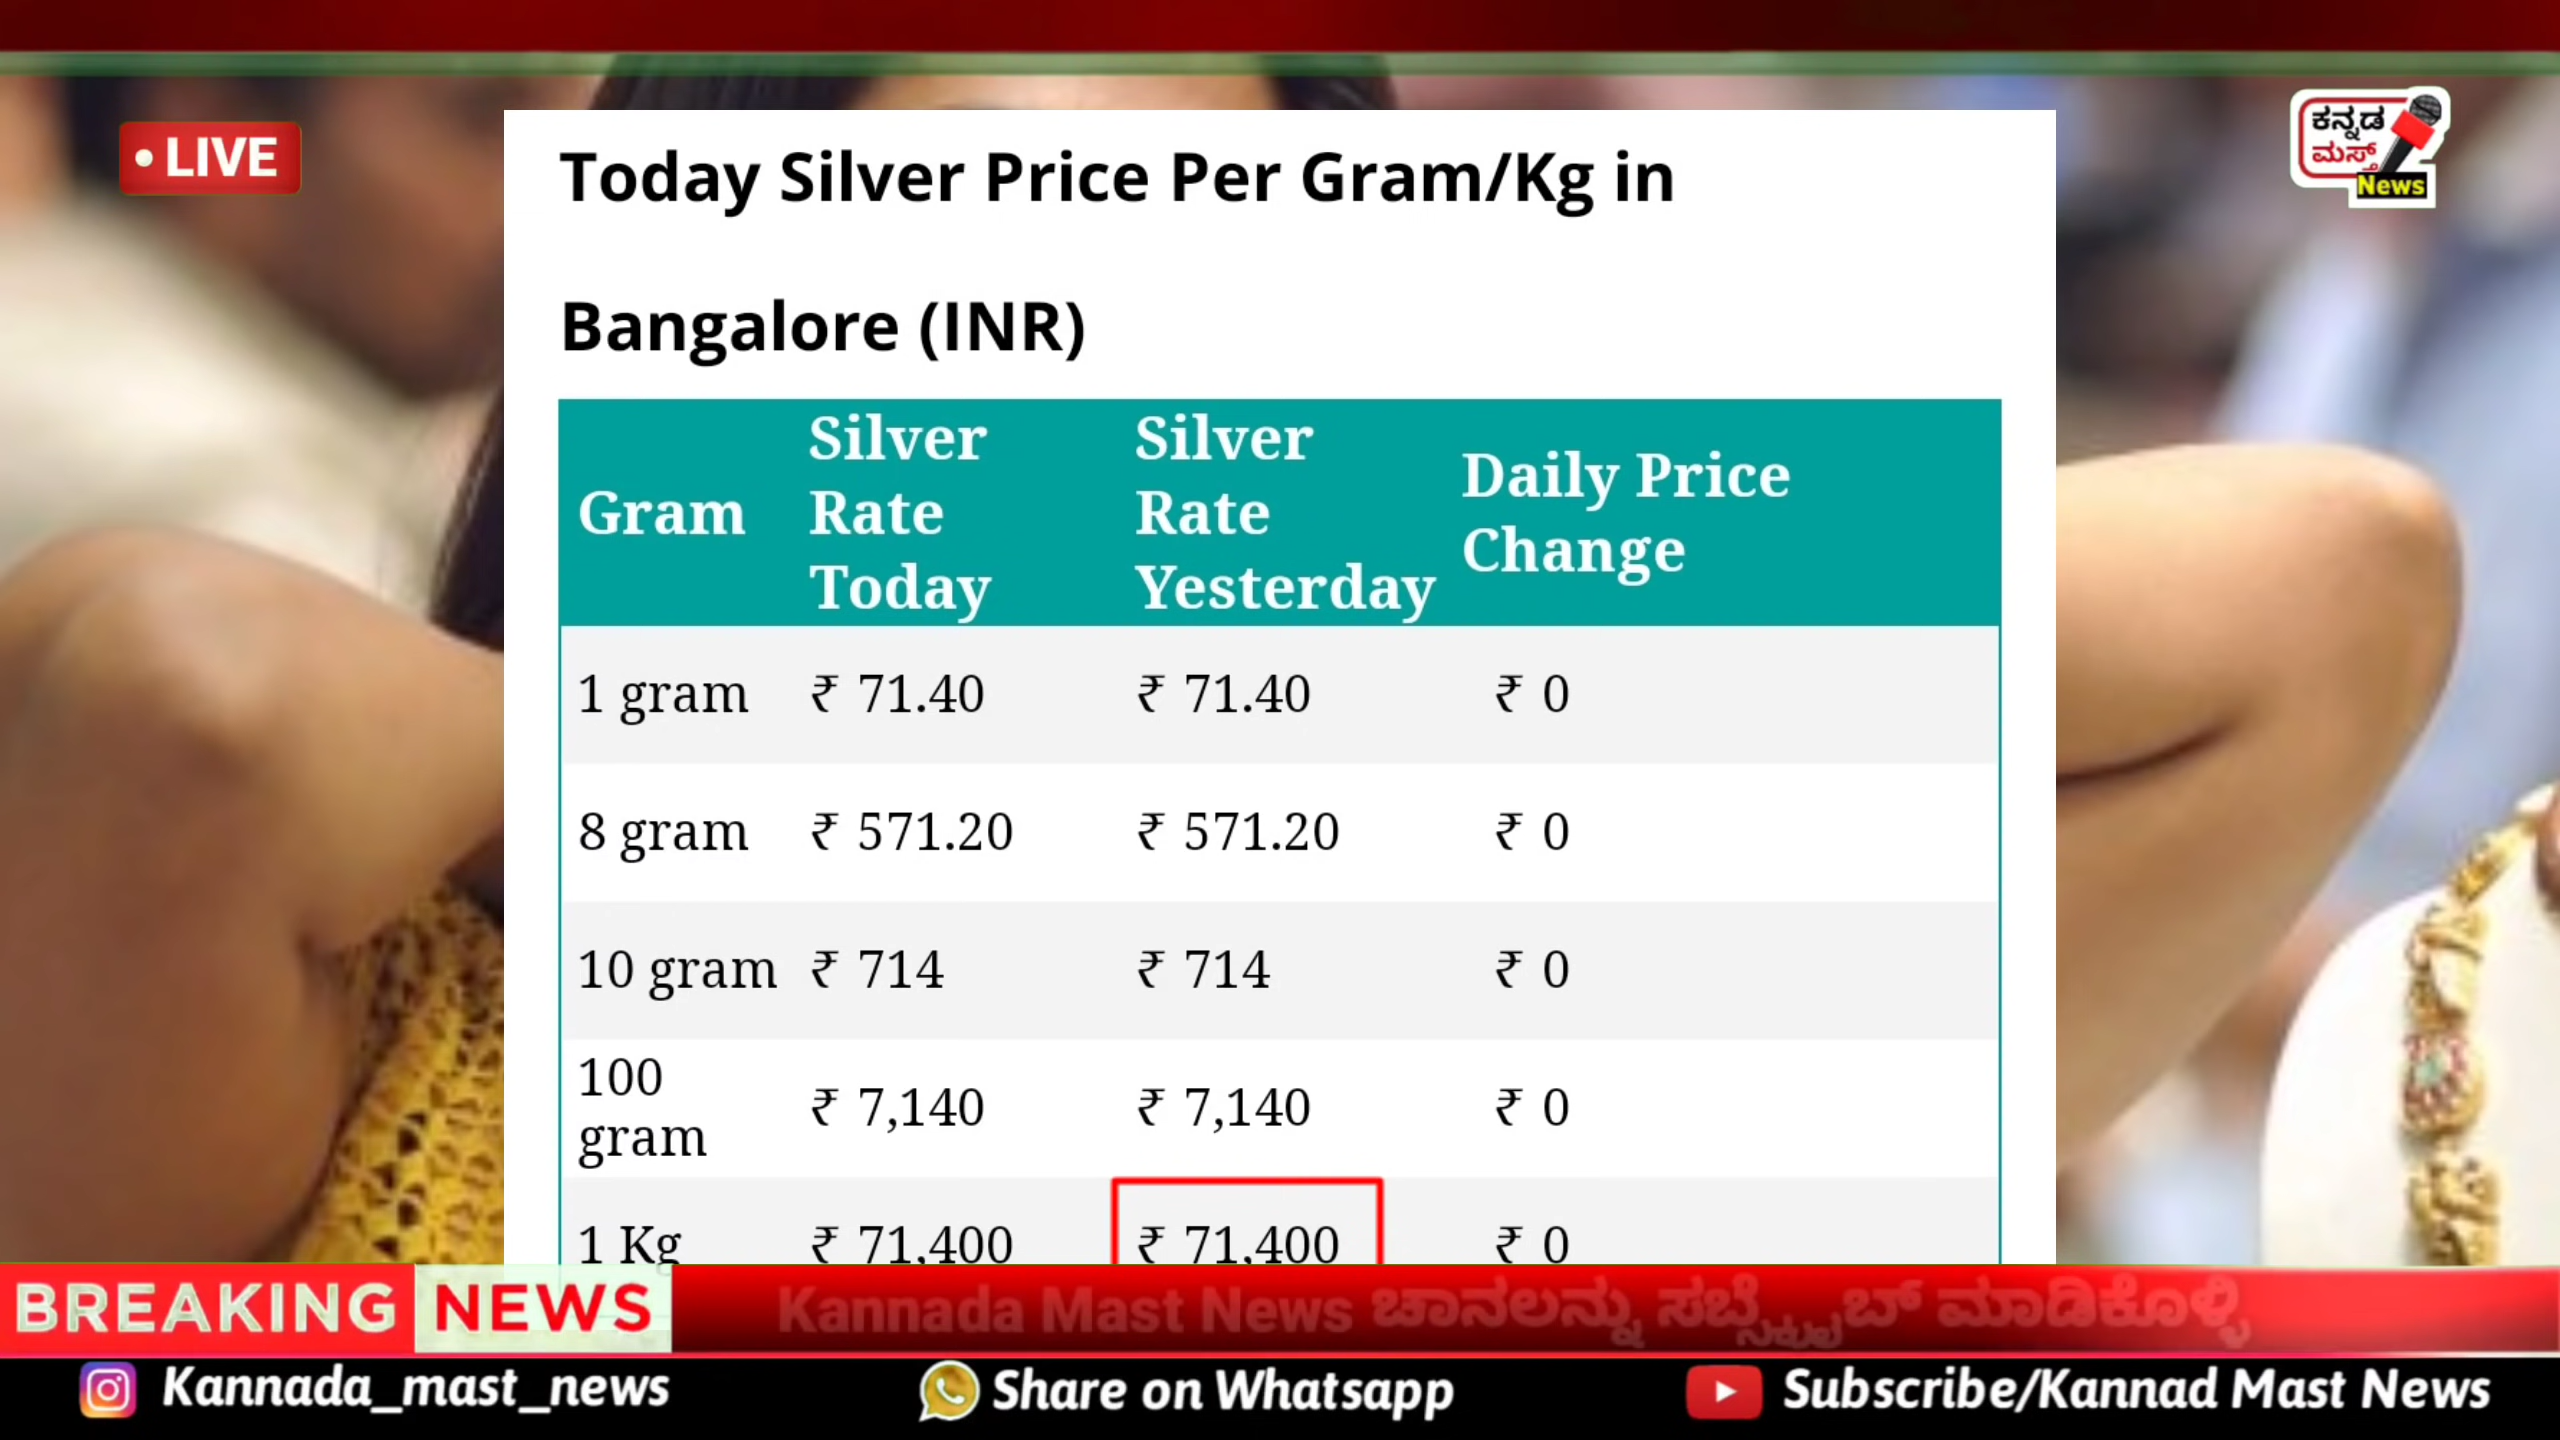 • LIVE
ಕನ್ನಡ
ಮಸ್ತ್
News
Today Silver Price Per Gram/Kg in
Bangalore (INR)
Gram Silver Rate Today Silver Rate Yesterday Daily Price Change
1 gram ₹ 71.40 ₹ 71.40 ₹ 0
8 gram ₹ 571.20 ₹ 571.20 ₹ 0
10 gram ₹ 714 ₹ 714 ₹ 0
100 gram ₹ 7,140 ₹ 7,140 ₹ 0
1 Kg ₹ 71,400 ₹ 71,400 ₹ 0
BREAKING NEWS Kannada Mast News ಚಾನಲನ್ನು ಸಬ್ಸ್ಕ್ರೈಬ್ ಮಾಡಿಕೊಳ್ಳಿ
Kannada_mast_news Share on Whatsapp Subscribe/Kannad Mast News